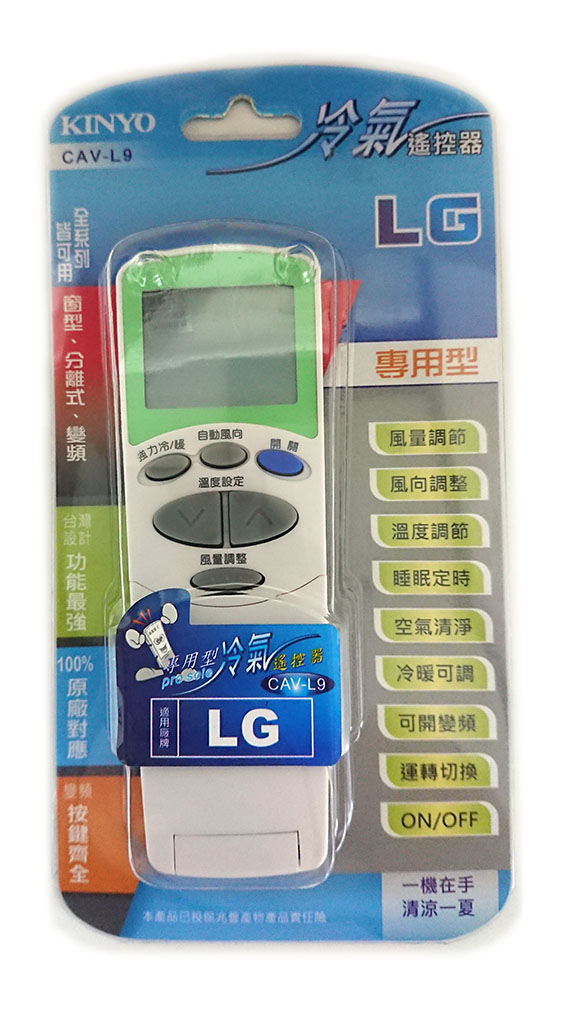 KINYO
CAV-L9
冷氣遙控器
LG
專用型
全系列
皆可用
窗型、分離式、變頻
台灣
設計
功能最強
100%
原廠對應
變頻
按鍵齊全
自動風向
強力冷/暖
開 關
溫度設定
風量調整
專用型冷氣遙控器
pro sole
CAV-L9
適用廠牌
LG
風量調節
風向調整
溫度調節
睡眠定時
空氣清淨
冷暖可調
可開變頻
運轉切換
ON/OFF
一機在手
清涼一夏
本產品已投保兆豐產物產品責任險